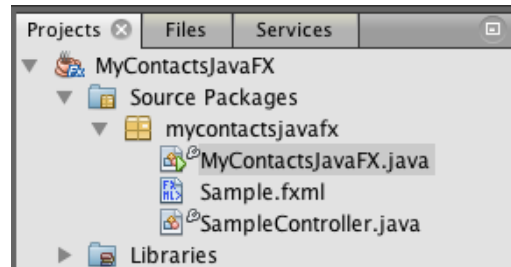 Projects Files Services
MyContactsJavaFX
Source Packages
mycontactsjavafx
MyContactsJavaFX.java
Sample.fxml
SampleController.java
Libraries